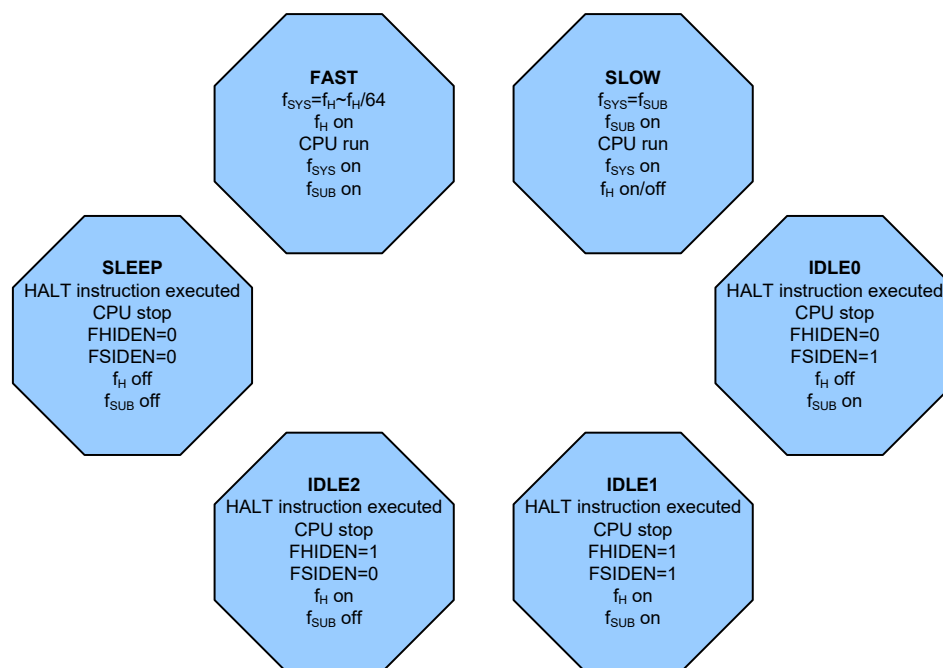 FAST
fSYS=fH~fH/64
fH on
CPU run
fSYS on
fSUB on
SLOW
fSYS=fSUB
fSUB on
CPU run
fSYS on
fH on/off
SLEEP
HALT instruction executed
CPU stop
FHIDEN=0
FSIDEN=0
fH off
fSUB off
IDLE0
HALT instruction executed
CPU stop
FHIDEN=0
FSIDEN=1
fH off
fSUB on
IDLE2
HALT instruction executed
CPU stop
FHIDEN=1
FSIDEN=0
fH on
fSUB off
IDLE1
HALT instruction executed
CPU stop
FHIDEN=1
FSIDEN=1
fH on
fSUB on